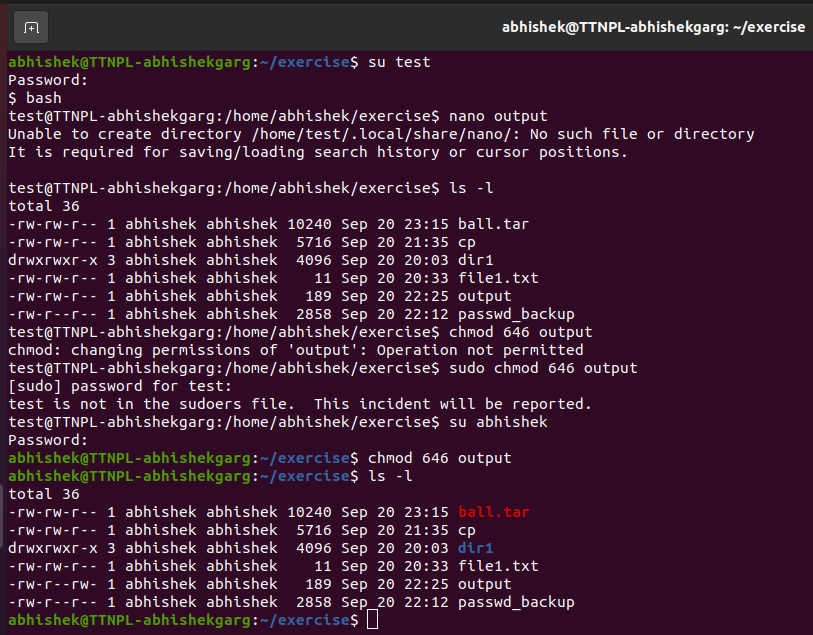 abhishek@TTNPL-abhishekgarg: ~/exercise
abhishek@TTNPL-abhishekgarg:~/exercise$ su test
Password:
$ bash
test@TTNPL-abhishekgarg:/home/abhishek/exercise$ nano output
Unable to create directory /home/test/.local/share/nano/: No such file or directory
It is required for saving/loading search history or cursor positions.

test@TTNPL-abhishekgarg:/home/abhishek/exercise$ ls -l
total 36
-rw-rw-r-- 1 abhishek abhishek 10240 Sep 20 23:15 ball.tar
-rw-rw-r-- 1 abhishek abhishek  5716 Sep 20 21:35 cp
drwxrwxr-x 3 abhishek abhishek  4096 Sep 20 20:03 dir1
-rw-rw-r-- 1 abhishek abhishek    11 Sep 20 20:33 file1.txt
-rw-rw-r-- 1 abhishek abhishek   189 Sep 20 22:25 output
-rw-r--r-- 1 abhishek abhishek  2858 Sep 20 22:12 passwd_backup
test@TTNPL-abhishekgarg:/home/abhishek/exercise$ chmod 646 output
chmod: changing permissions of 'output': Operation not permitted
test@TTNPL-abhishekgarg:/home/abhishek/exercise$ sudo chmod 646 output
[sudo] password for test:
test is not in the sudoers file.  This incident will be reported.
test@TTNPL-abhishekgarg:/home/abhishek/exercise$ su abhishek
Password:
abhishek@TTNPL-abhishekgarg:~/exercise$ chmod 646 output
abhishek@TTNPL-abhishekgarg:~/exercise$ ls -l
total 36
-rw-rw-r-- 1 abhishek abhishek 10240 Sep 20 23:15 ball.tar
-rw-rw-r-- 1 abhishek abhishek  5716 Sep 20 21:35 cp
drwxrwxr-x 3 abhishek abhishek  4096 Sep 20 20:03 dir1
-rw-rw-r-- 1 abhishek abhishek    11 Sep 20 20:33 file1.txt
-rw-r--rw- 1 abhishek abhishek   189 Sep 20 22:25 output
-rw-r--r-- 1 abhishek abhishek  2858 Sep 20 22:12 passwd_backup
abhishek@TTNPL-abhishekgarg:~/exercise$